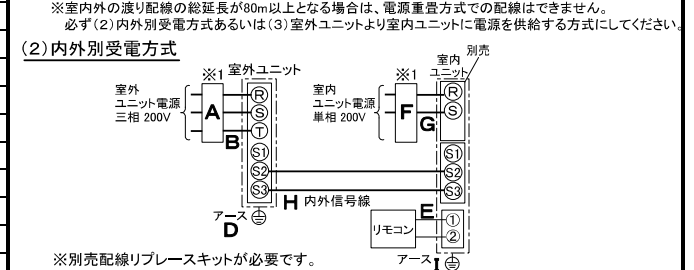 ※室内外の渡り配線の総延長が80m以上となる場合は、電源重畳方式での配線はできません。
必ず(2)内外別受電方式あるいは(3)室外ユニットより室内ユニットに電源を供給する方式にしてください。
(2)内外別受電方式
※1
室外ユニット
室外
ユニット電源
三相 200V
A
B
R
S
T
S1
S2
S3
アース
D
※1
室内
ユニット
別売
室内
ユニット電源
単相 200V
F
G
R
S
S1
S2
S3
H 内外信号線
リモコン
E
①
②
アース
I
※別売配線リプレースキットが必要です。